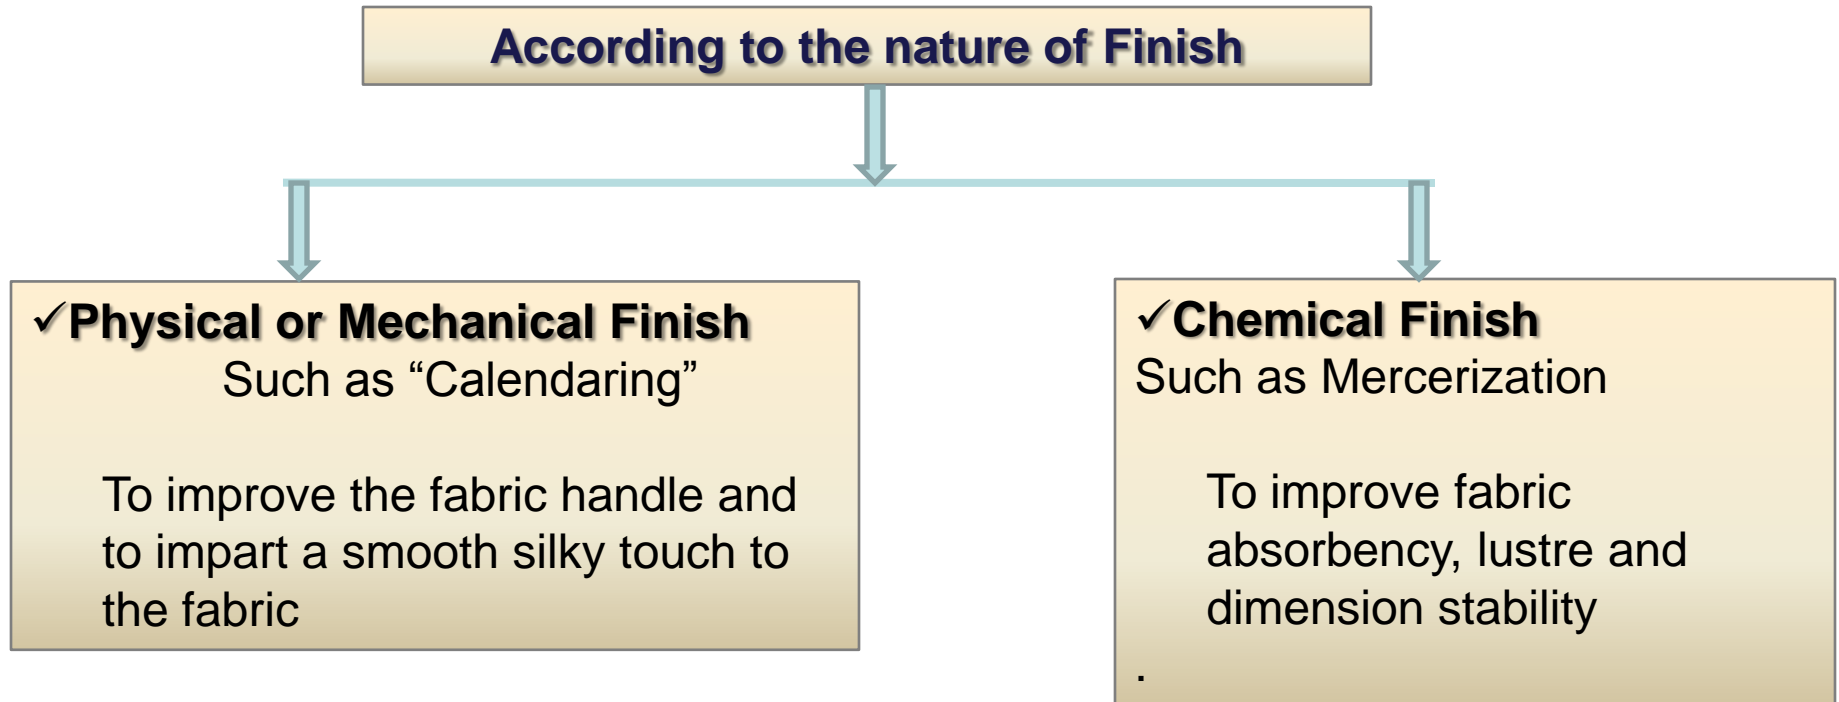 According to the nature of Finish
✓Physical or Mechanical Finish
Such as “Calendaring”
To improve the fabric handle and
to impart a smooth silky touch to
the fabric
✓Chemical Finish
Such as Mercerization
To improve fabric
absorbency, lustre and
dimension stability
.